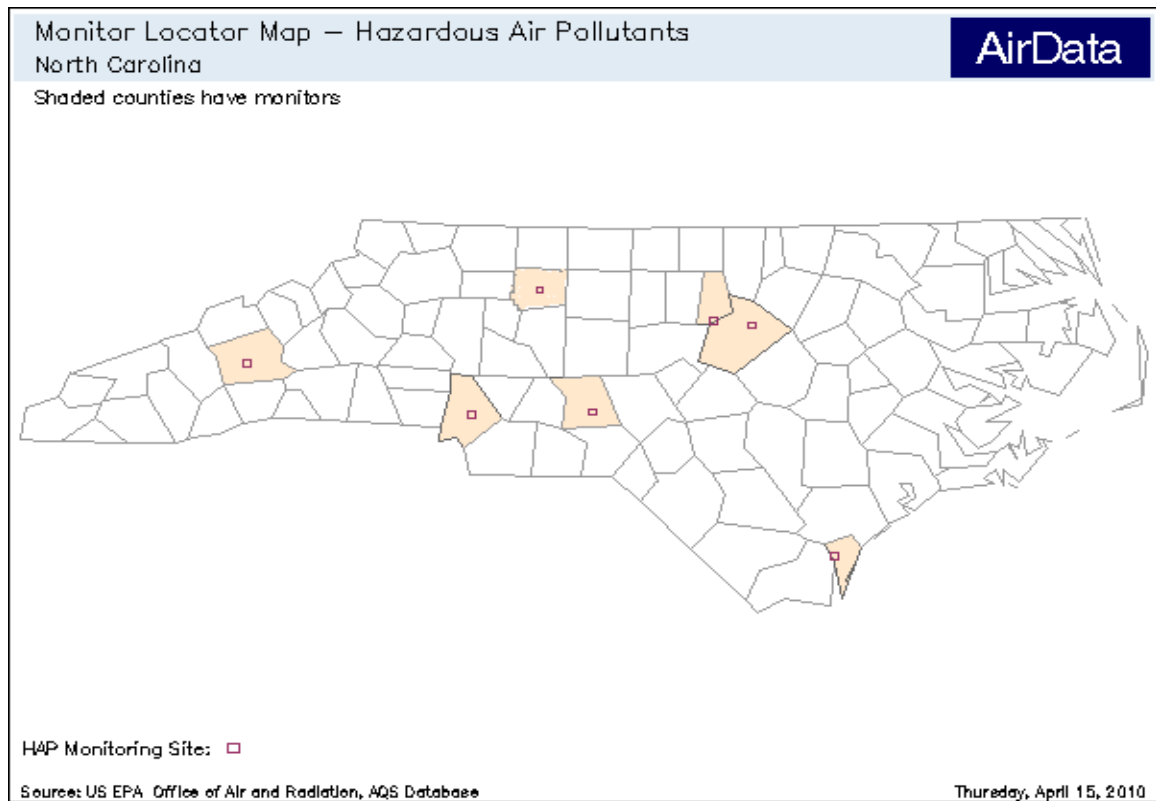 Monitor Locator Map – Hazardous Air Pollutants
North Carolina
AirData
Shaded counties have monitors
HAP Monitoring Site:
Source: US EPA Office of Air and Radiation, AQS Database
Thursday, April 15, 2010